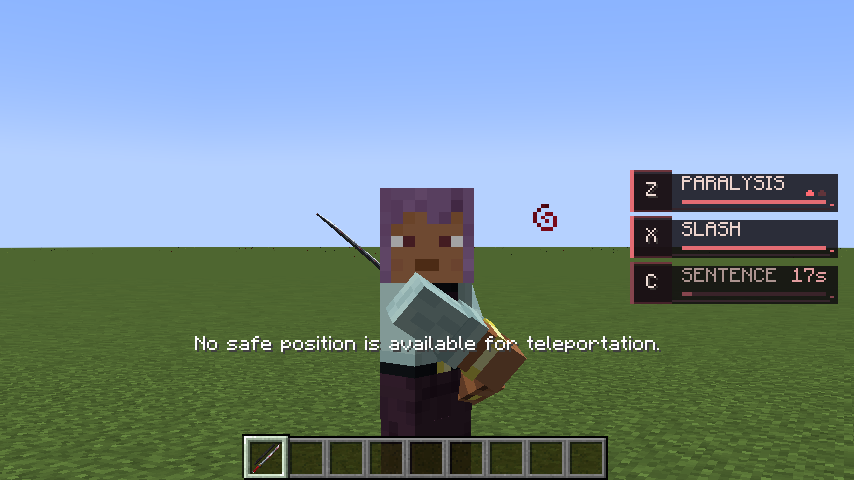 Z PARALYSIS
X SLASH
C SENTENCE 17s
No safe position is available for teleportation.